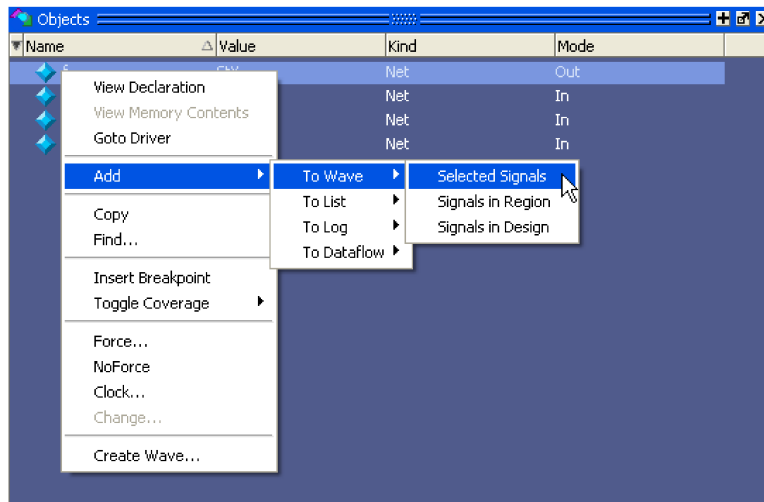 Objects
Name Value Kind Mode
Net Out
Net In
Net In
Net In
View Declaration
View Memory Contents
Goto Driver
Add
Copy
Find...
Insert Breakpoint
Toggle Coverage
Force...
NoForce
Clock...
Change...
Create Wave...
To Wave
To List
To Log
To Dataflow
Selected Signals
Signals in Region
Signals in Design